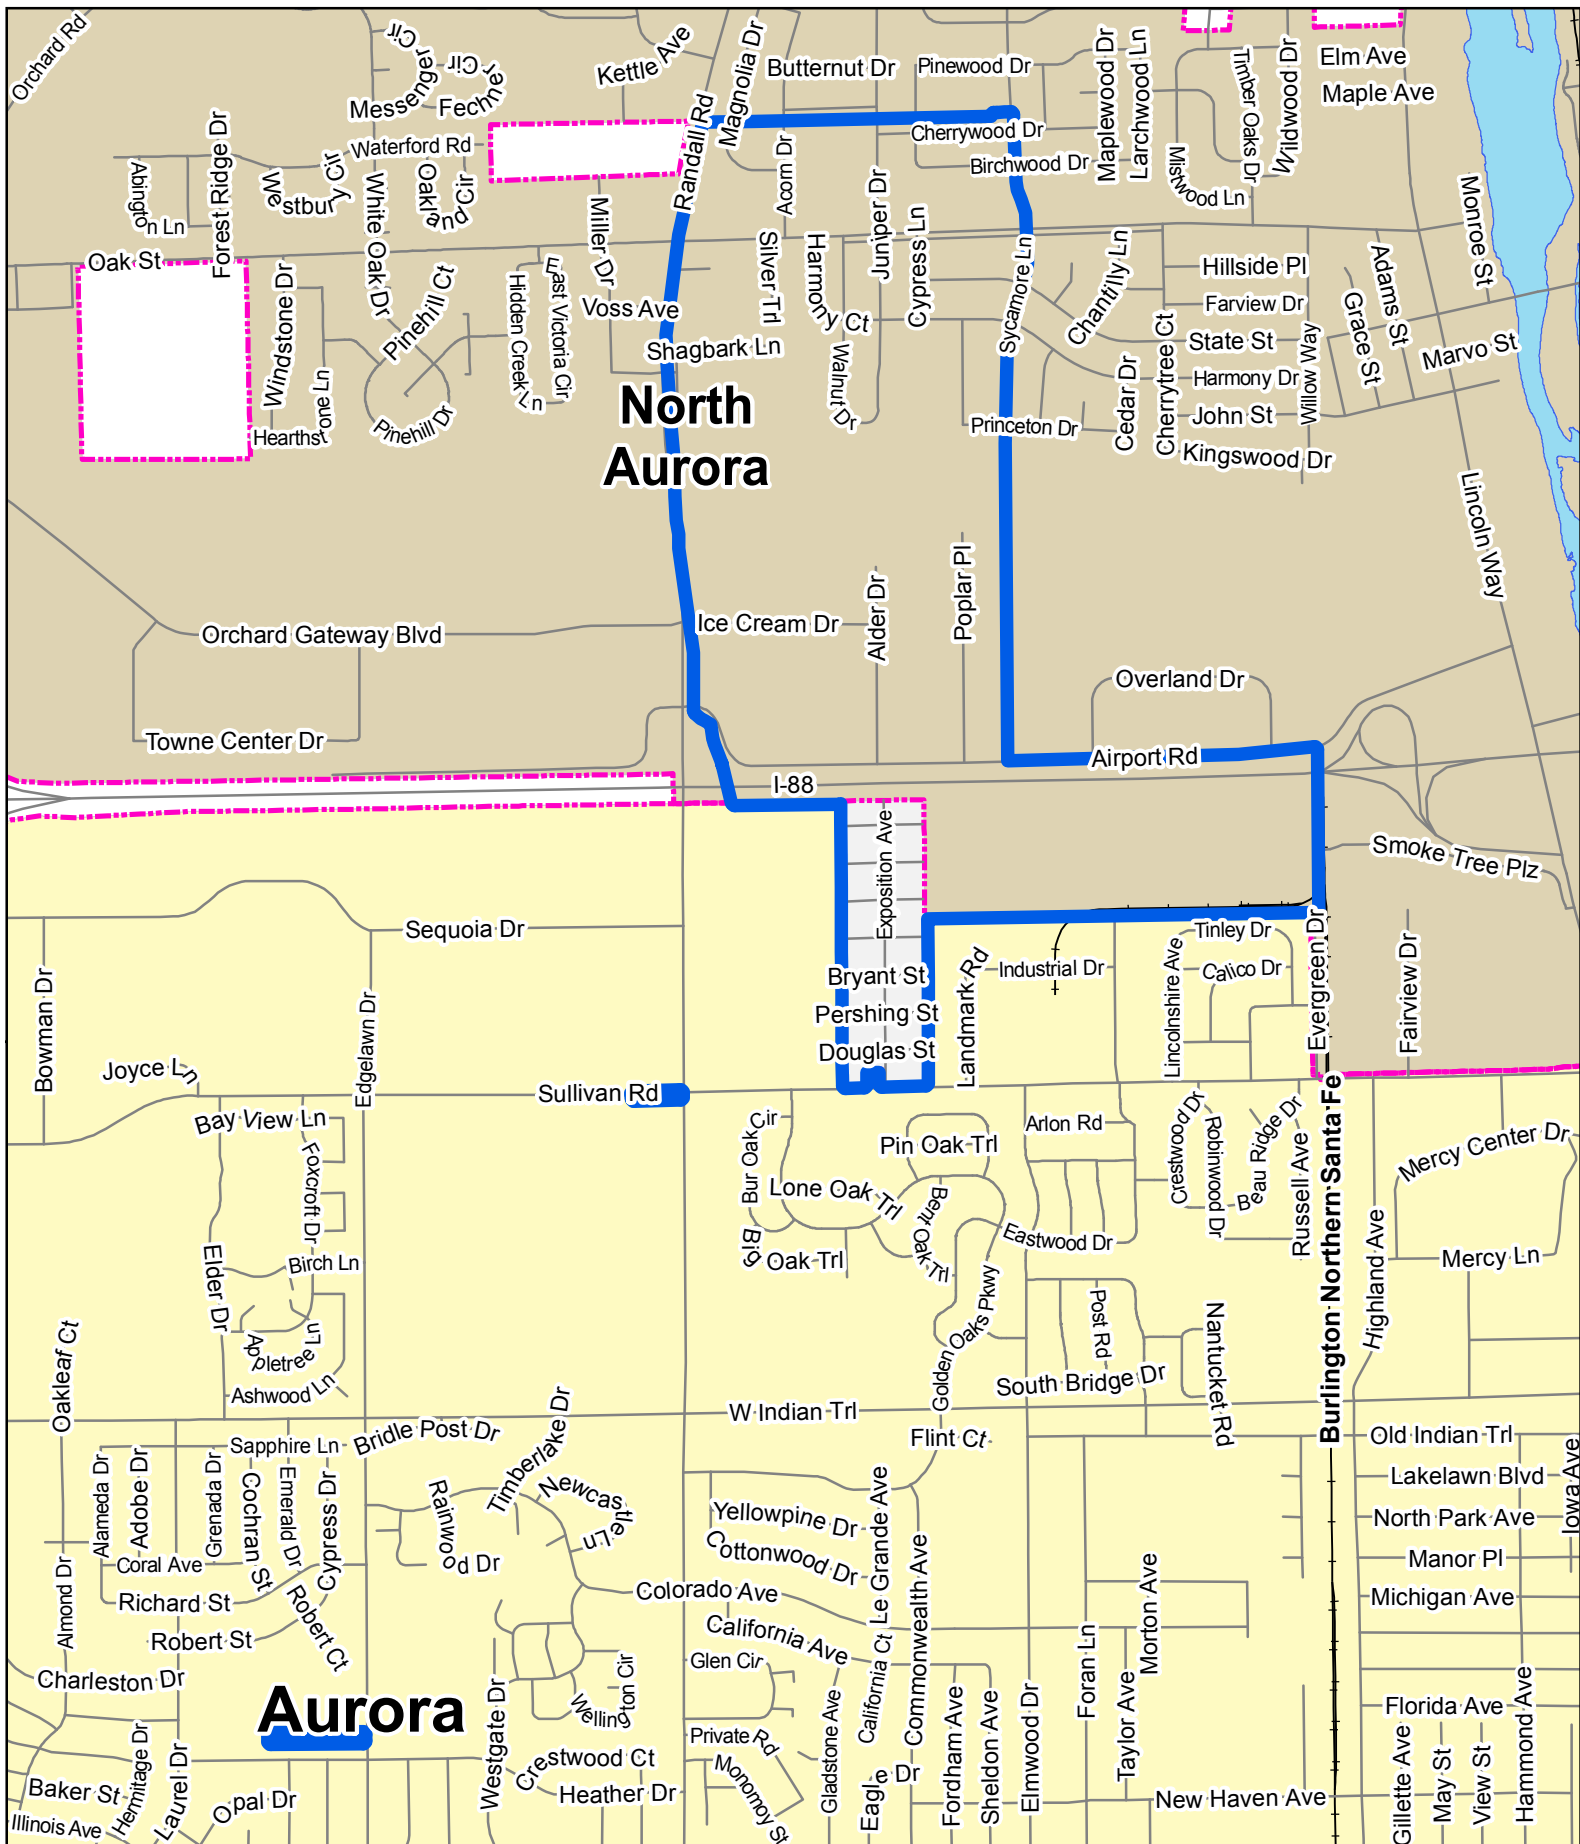 Orchard Rd
Messenger Cir
Fechner Cir
Kettle Ave
Magnolia Dr
Butternut Dr
Pinewood Dr
Maplewood Dr
Larchwood Ln
Timber Oaks Dr
Wildwood Dr
Elm Ave
Maple Ave
Randall Rd
Cherrywood Dr
Birchwood Dr
Mistwood Ln
Abington Ln
Forest Ridge Dr
Westbury Cir
Waterford Rd
White Oak Dr
Oakland Cir
Miller Dr
Acorn Dr
Juniper Dr
Cypress Ln
Monroe St
Oak St
Windstone Dr
Pinehill Ct
Hidden Creek Ln
East Victoria Cir
Voss Ave
Silver Trl
Harmony Ct
Sycamore Ln
Chantilly Ln
Hillside Pl
Farview Dr
State St
Harmony Dr
John St
Kingswood Dr
Adams St
Grace St
Marvo St
Willow Way
Cherrytree Ct
Cedar Dr
Shagbark Ln
Walnut Dr
Princeton Dr
Hearthstone Ln
Pinehill Dr
North
Aurora
Lincoln Way
Orchard Gateway Blvd
Ice Cream Dr
Alder Dr
Poplar Pl
Overland Dr
Towne Center Dr
Airport Rd
I-88
Exposition Ave
Smoke Tree Plz
Sequoia Dr
Bowman Dr
Edgelawn Dr
Bryant St
Pershing St
Douglas St
Landmark Rd
Industrial Dr
Lincolnshire Ave
Tinley Dr
Calico Dr
Evergreen Dr
Fairview Dr
Joyce Ln
Sullivan Rd
Bay View Ln
Foxcroft Dr
Bur Oak Cir
Pin Oak Trl
Lone Oak Trl
Bent Oak Trl
Big Oak Trl
Arlon Rd
Crestwood Dr
Robinwood Dr
Beau Ridge Dr
Russell Ave
Burlington Northern Santa Fe
Mercy Center Dr
Mercy Ln
Highland Ave
Eastwood Dr
Elder Dr
Birch Ln
Appletree Ln
Ashwood Ln
Oakleaf Ct
Golden Oaks Pkwy
Post Rd
South Bridge Dr
Nantucket Rd
W Indian Trl
Flint Ct
Old Indian Trl
Lakelawn Blvd
North Park Ave
Manor Pl
Michigan Ave
Iowa Ave
Bridle Post Dr
Timberlake Dr
Newcastle Ln
Rainwood Dr
Sapphire Ln
Alameda Dr
Adobe Dr
Grenada Dr
Cochran St
Emerald Dr
Cypress Dr
Coral Ave
Richard St
Robert St
Robert Ct
Almond Dr
Charleston Dr
Yellowpine Dr
Cottonwood Dr
Le Grande Ave
Commonwealth Ave
Colorado Ave
California Ave
California Ct
Glen Cir
Private Rd
Monomoy St
Gladstone Ave
Eagle Dr
Fordham Ave
Sheldon Ave
Elmwood Dr
Foran Ln
Taylor Ave
Morton Ave
New Haven Ave
Florida Ave
Gillette Ave
May St
View St
Hammond Ave
Wellington Cir
Westgate Dr
Crestwood Ct
Heather Dr
Aurora
Baker St
Hermitage Dr
Laurel Dr
Opal Dr
Illinois Ave